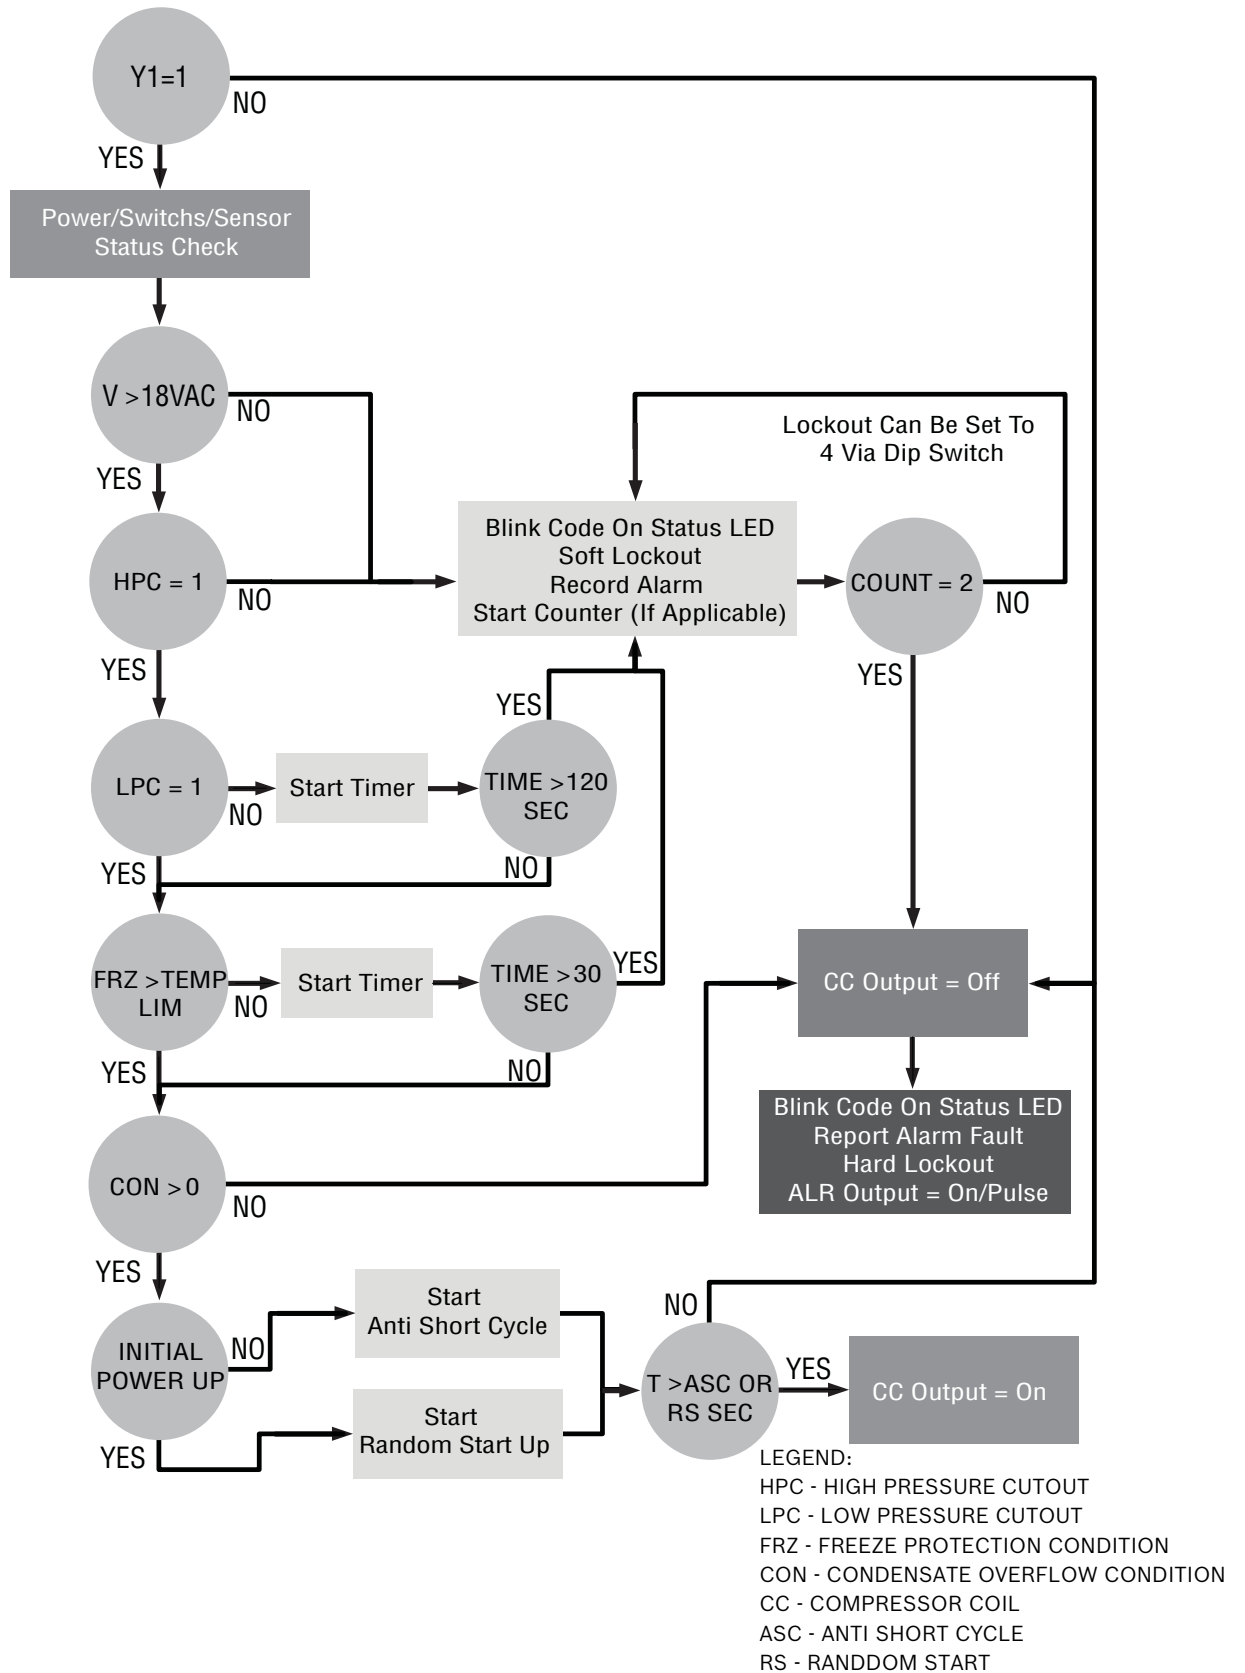 Y1=1
NO
YES
Power/Switchs/Sensor
Status Check
V >18VAC
NO
YES
Lockout Can Be Set To
4 Via Dip Switch
HPC = 1
NO
YES
Blink Code On Status LED
Soft Lockout
Record Alarm
Start Counter (If Applicable)
COUNT = 2
NO
YES
LPC = 1
NO
YES
Start Timer
TIME >120
SEC
YES
NO
FRZ >TEMP
LIM
NO
YES
Start Timer
TIME >30
SEC
YES
NO
CC Output = Off
Blink Code On Status LED
Report Alarm Fault
Hard Lockout
ALR Output = On/Pulse
CON >0
NO
YES
INITIAL
POWER UP
NO
YES
Start
Anti Short Cycle
Start
Random Start Up
T >ASC OR
RS SEC
NO
YES
CC Output = On
LEGEND:
HPC - HIGH PRESSURE CUTOUT
LPC - LOW PRESSURE CUTOUT
FRZ - FREEZE PROTECTION CONDITION
CON - CONDENSATE OVERFLOW CONDITION
CC - COMPRESSOR COIL
ASC - ANTI SHORT CYCLE
RS - RANDDOM START